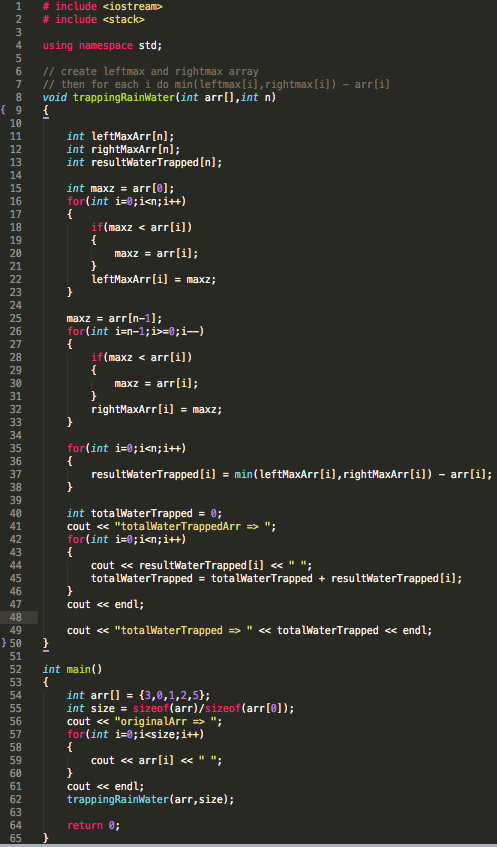 1 # include <iostream>
2 # include <stack>
3
4 using namespace std;
5
6 // create leftmax and rightmax array
7 // then for each i do min(leftmax[i],rightmax[i]) - arr[i]
8 void trappingRainWater(int arr[],int n)
{ 9 {
10
11     int leftMaxArr[n];
12     int rightMaxArr[n];
13     int resultWaterTrapped[n];
14
15     int maxz = arr[0];
16     for(int i=0;i<n;i++)
17     {
18         if(maxz < arr[i])
19         {
20             maxz = arr[i];
21         }
22         leftMaxArr[i] = maxz;
23     }
24
25     maxz = arr[n-1];
26     for(int i=n-1;i>=0;i--)
27     {
28         if(maxz < arr[i])
29         {
30             maxz = arr[i];
31         }
32         rightMaxArr[i] = maxz;
33     }
34
35     for(int i=0;i<n;i++)
36     {
37         resultWaterTrapped[i] = min(leftMaxArr[i],rightMaxArr[i]) - arr[i];
38     }
39
40     int totalWaterTrapped = 0;
41     cout << "totalWaterTrappedArr => ";
42     for(int i=0;i<n;i++)
43     {
44         cout << resultWaterTrapped[i] << " ";
45         totalWaterTrapped = totalWaterTrapped + resultWaterTrapped[i];
46     }
47     cout << endl;
48
49     cout << "totalWaterTrapped => " << totalWaterTrapped << endl;
} 50 }
51
52 int main()
53 {
54     int arr[] = {3,0,1,2,5};
55     int size = sizeof(arr)/sizeof(arr[0]);
56     cout << "originalArr => ";
57     for(int i=0;i<size;i++)
58     {
59         cout << arr[i] << " ";
60     }
61     cout << endl;
62     trappingRainWater(arr,size);
63
64     return 0;
65 }